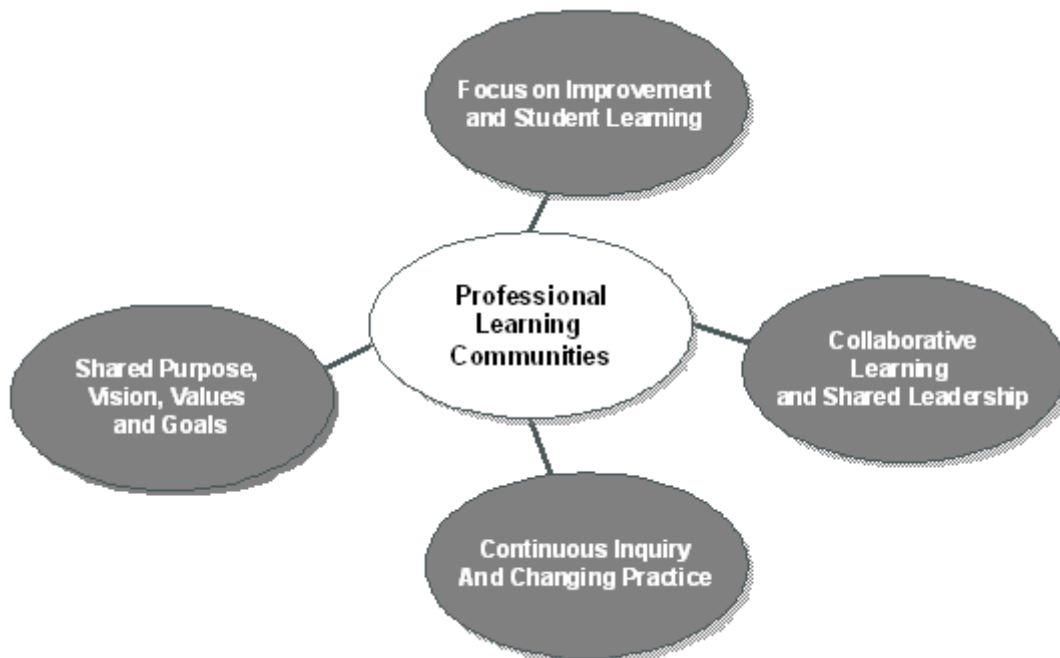 Focus on Improvement
and Student Learning
Professional
Learning
Communities
Shared Purpose,
Vision, Values
and Goals
Collaborative
Learning
and Shared Leadership
Continuous Inquiry
And Changing Practice